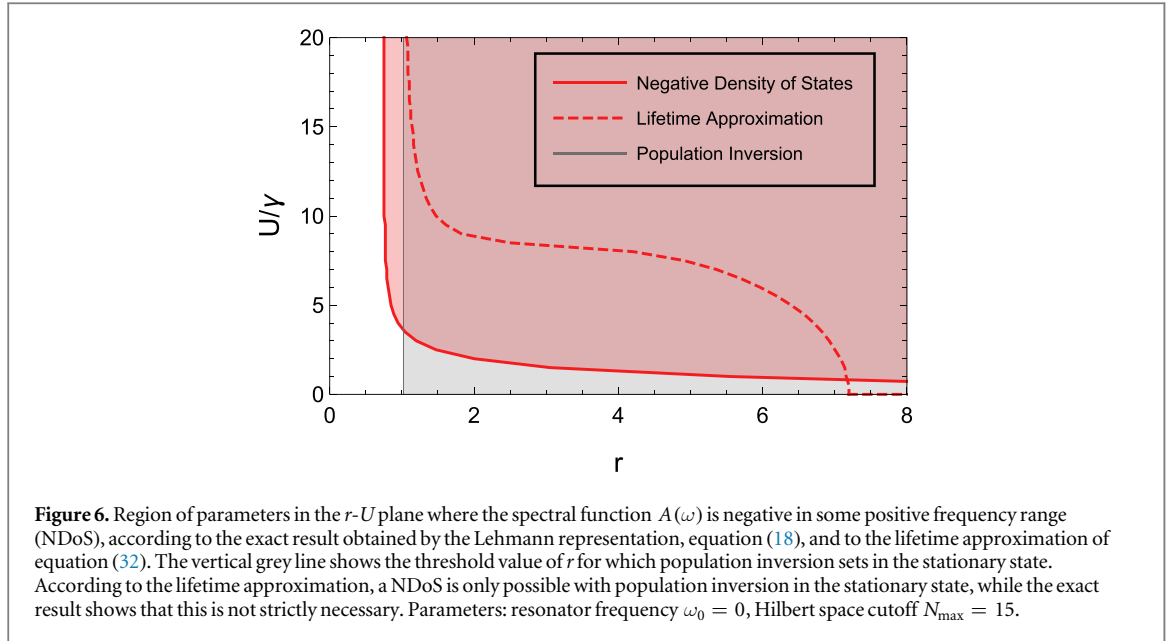 20
15
10
5
0
U/γ
Negative Density of States
Lifetime Approximation
Population Inversion
0 2 4 6 8
r
Figure 6. Region of parameters in the r-U plane where the spectral function A(ω) is negative in some positive frequency range
(NDoS), according to the exact result obtained by the Lehmann representation, equation (18), and to the lifetime approximation of
equation (32). The vertical grey line shows the threshold value of r for which population inversion sets in the stationary state.
According to the lifetime approximation, a NDoS is only possible with population inversion in the stationary state, while the exact
result shows that this is not strictly necessary. Parameters: resonator frequency ω₀ = 0, Hilbert space cutoff Nmax = 15.